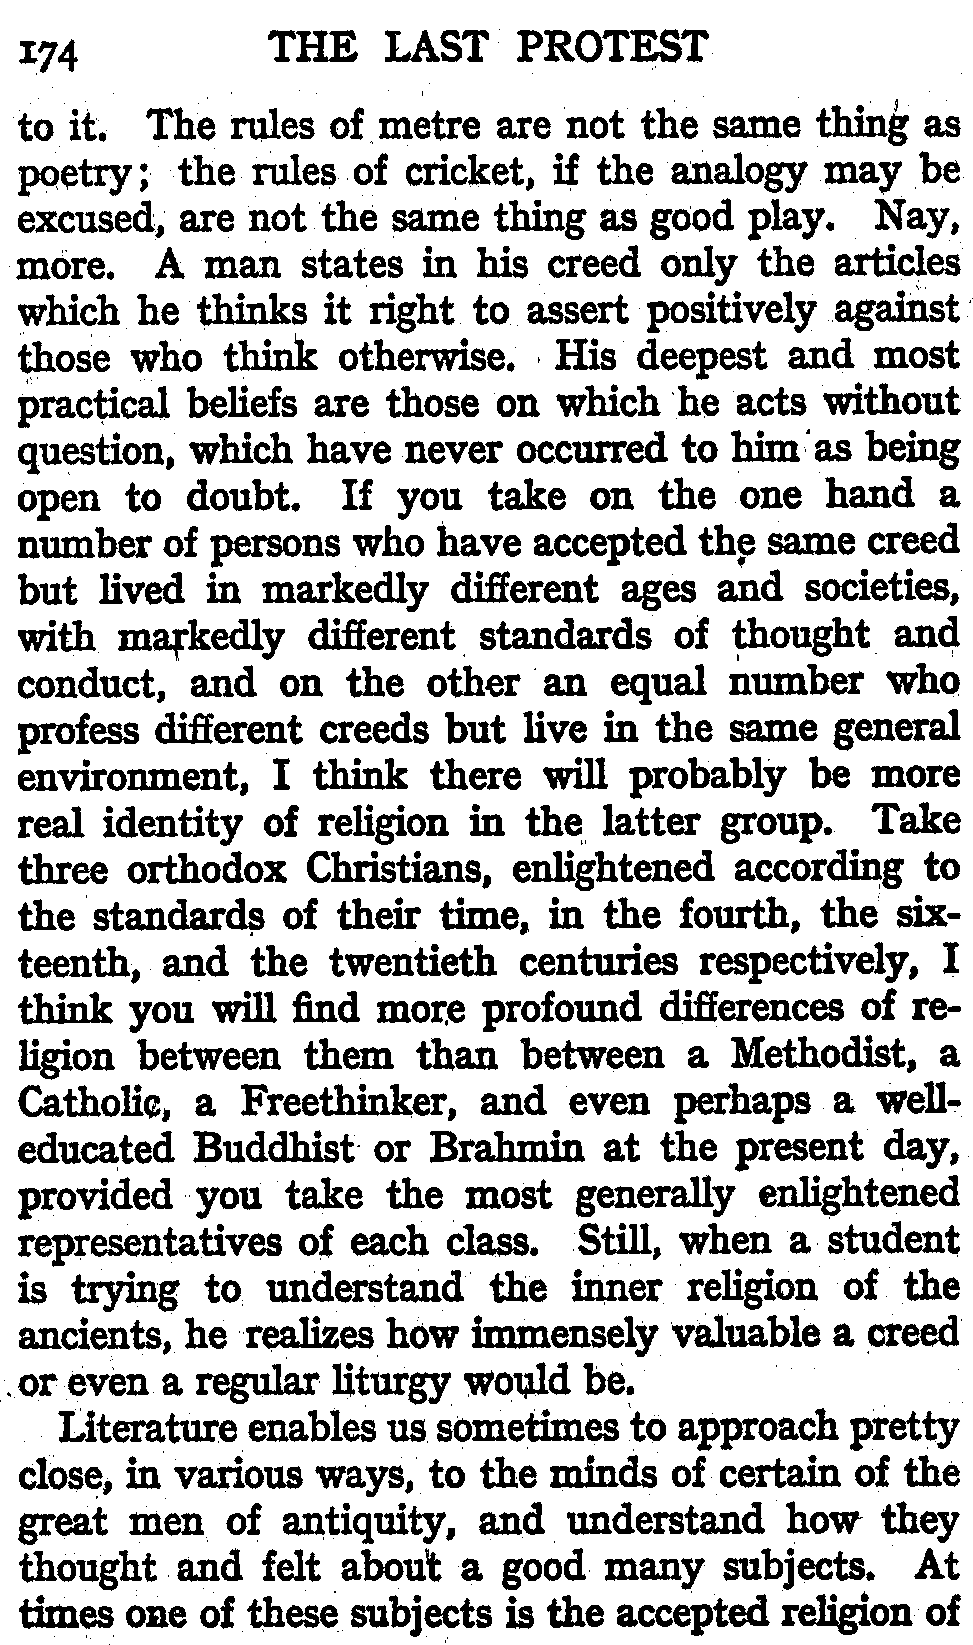 174 THE LAST PROTEST
to it. The rules of metre are not the same thing as
poetry; the rules of cricket, if the analogy may be
excused, are not the same thing as good play. Nay,
more. A man states in his creed only the articles
which he thinks it right to assert positively against
those who think otherwise. His deepest and most
practical beliefs are those on which he acts without
question, which have never occurred to him as being
open to doubt. If you take on the one hand a
number of persons who have accepted the same creed
but lived in markedly different ages and societies,
with markedly different standards of thought and
conduct, and on the other an equal number who
profess different creeds but live in the same general
environment, I think there will probably be more
real identity of religion in the latter group. Take
three orthodox Christians, enlightened according to
the standards of their time, in the fourth, the six-
teenth, and the twentieth centuries respectively, I
think you will find more profound differences of re-
ligion between them than between a Methodist, a
Catholic, a Freethinker, and even perhaps a well-
educated Buddhist or Brahmin at the present day,
provided you take the most generally enlightened
representatives of each class. Still, when a student
is trying to understand the inner religion of the
ancients, he realizes how immensely valuable a creed
or even a regular liturgy would be.
Literature enables us sometimes to approach pretty
close, in various ways, to the minds of certain of the
great men of antiquity, and understand how they
thought and felt about a good many subjects. At
times one of these subjects is the accepted religion of